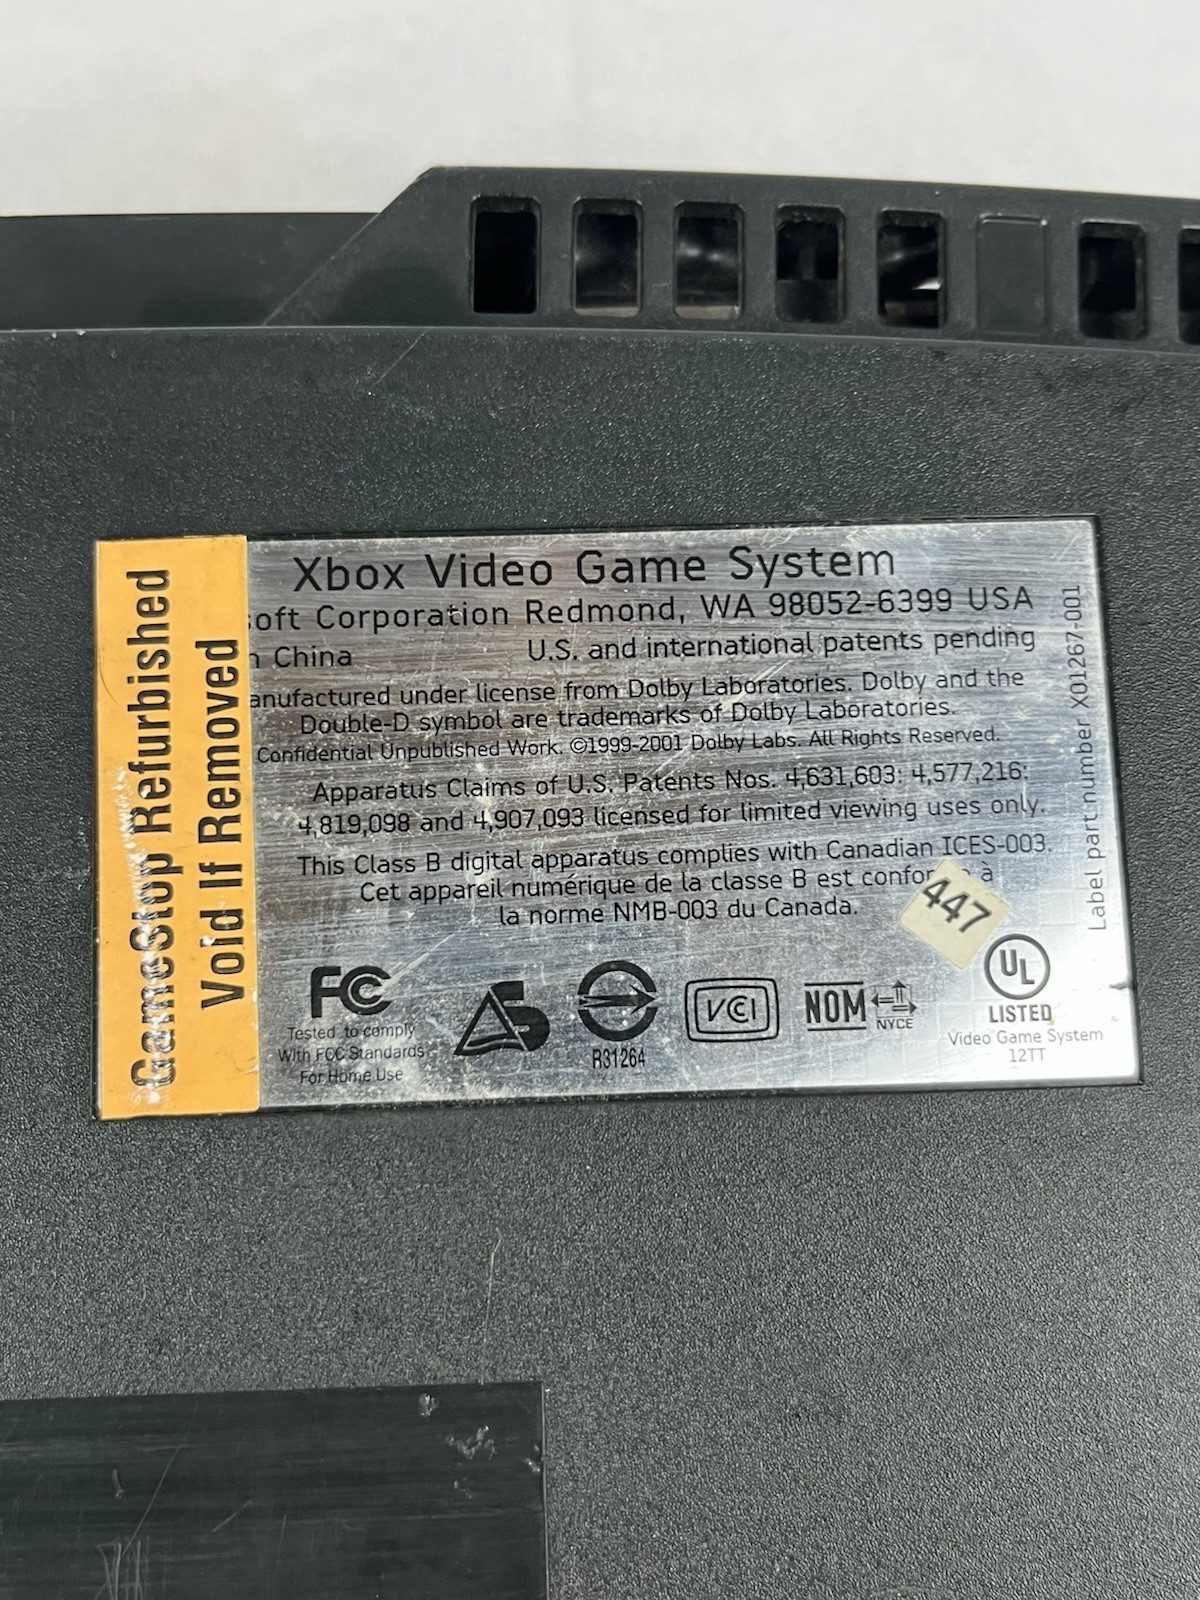 GameStop Refurbished
Void If Removed
Xbox Video Game System
soft Corporation Redmond, WA 98052-6399 USA
n China U.S. and international patents pending
anufactured under license from Dolby Laboratories. Dolby and the
Double-D symbol are trademarks of Dolby Laboratories.
Confidential Unpublished Work. ©1999-2001 Dolby Labs. All Rights Reserved.
Apparatus Claims of U.S. Patents Nos. 4,631,603; 4,577,216;
4,819,098 and 4,907,093 licensed for limited viewing uses only.
This Class B digital apparatus complies with Canadian ICES-003.
Cet appareil numérique de la classe B est confor e à
la norme NMB-003 du Canada.
447
Label part number X01267-001
FC
Tested to comply
With FCC Standards
For Home Use
S
R31264
VCI
NOM
NYCE
UL
LISTED
Video Game System
12TT